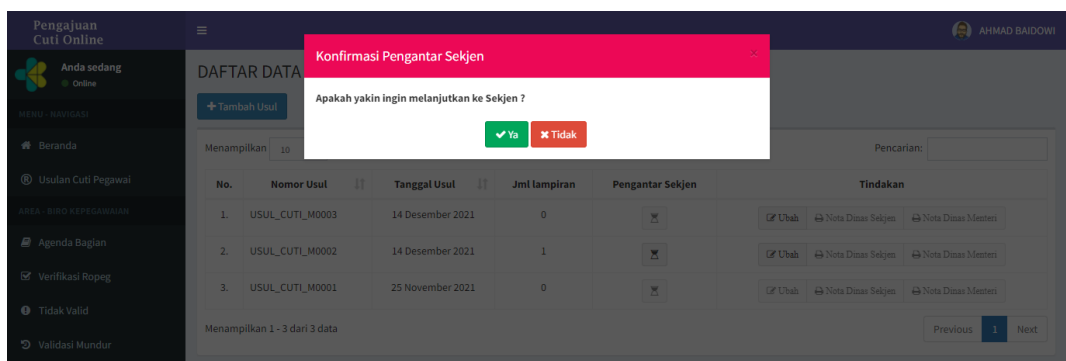 Pengajuan
Cuti Online
AHMAD BAIDOWI
Anda sedang
Online
MENU - NAVIGASI
Beranda
Usulan Cuti Pegawai
AREA - BIRO KEPEGAWAIAN
Agenda Bagian
Verifikasi Ropeg
Tidak Valid
Validasi Mundur
Konfirmasi Pengantar Sekjen ×
Apakah yakin ingin melanjutkan ke Sekjen ?
Ya Tidak
DAFTAR DATA
Tambah Usul
Menampilkan 10 Pencarian:
No. Nomor Usul Tanggal Usul Jml lampiran Pengantar Sekjen Tindakan
1. USUL_CUTI_M0003 14 Desember 2021 0 Ubah Nota Dinas Sekjen Nota Dinas Menteri
2. USUL_CUTI_M0002 14 Desember 2021 1 Ubah Nota Dinas Sekjen Nota Dinas Menteri
3. USUL_CUTI_M0001 25 November 2021 0 Ubah Nota Dinas Sekjen Nota Dinas Menteri
Menampilkan 1 - 3 dari 3 data Previous 1 Next